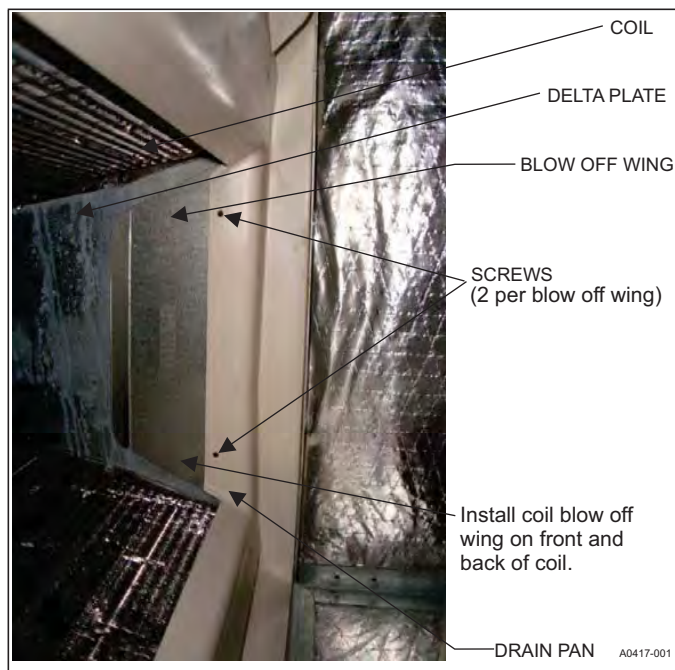 COIL
DELTA PLATE
BLOW OFF WING
SCREWS
(2 per blow off wing)
Install coil blow off
wing on front and
back of coil.
DRAIN PAN
A0417-001